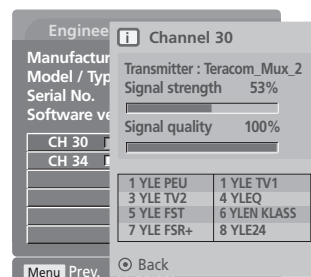 Enginee
Manufactur
Model / Typ
Serial No.
Software ve
CH 30
CH 34
Menu Prev.
i Channel 30
Transmitter : Teracom_Mux_2
Signal strength 53%
Signal quality 100%
1 YLE PEU 1 YLE TV1
3 YLE TV2 4 YLEQ
5 YLE FST 6 YLEN KLASS
7 YLE FSR+ 8 YLE24
Back